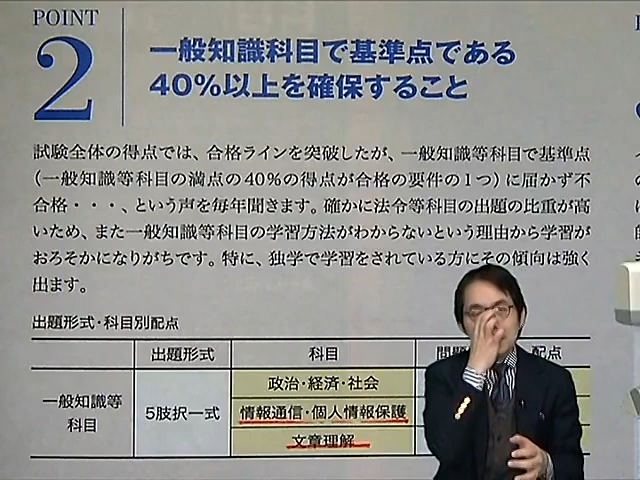 POINT
2
一般知識科目で基準点である
40%以上を確保すること
試験全体の得点では、合格ラインを突破したが、一般知識等科目で基準点
（一般知識等科目の満点の40%の得点が合格の要件の1つ）に届かず不
合格・・・、という声を毎年聞きます。確かに法令等科目の出題の比重が高
いため、また一般知識等科目の学習方法がわからないという理由から学習が
おろそかになりがちです。特に、独学で学習をされている方にその傾向は強く
出ます。
出題形式・科目別配点
出題形式 科目 問題 配点
一般知識等
科目
5肢択一式
政治・経済・社会
情報通信・個人情報保護
文章理解